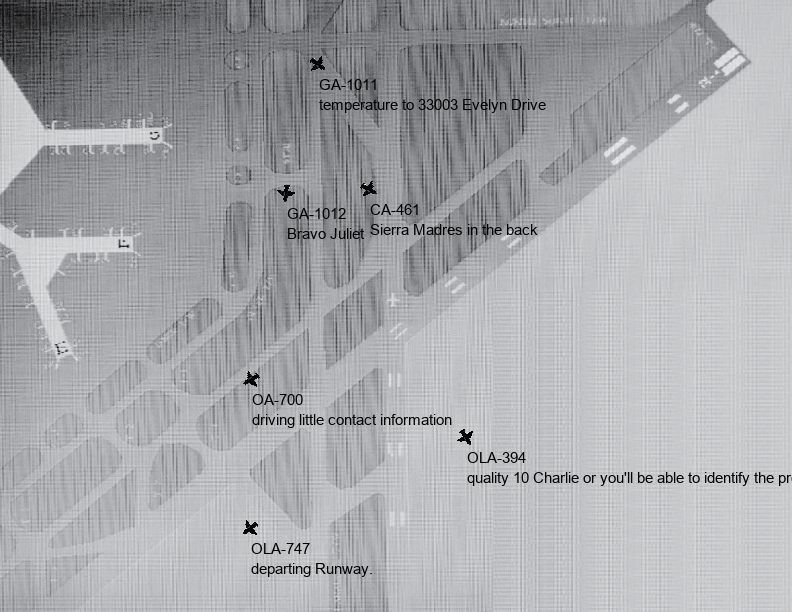 GA-1011
temperature to 33003 Evelyn Drive
GA-1012
Bravo Juliet
CA-461
Sierra Madres in the back
OA-700
driving little contact information
OLA-394
quality 10 Charlie or you'll be able to identify the pr
OLA-747
departing Runway.